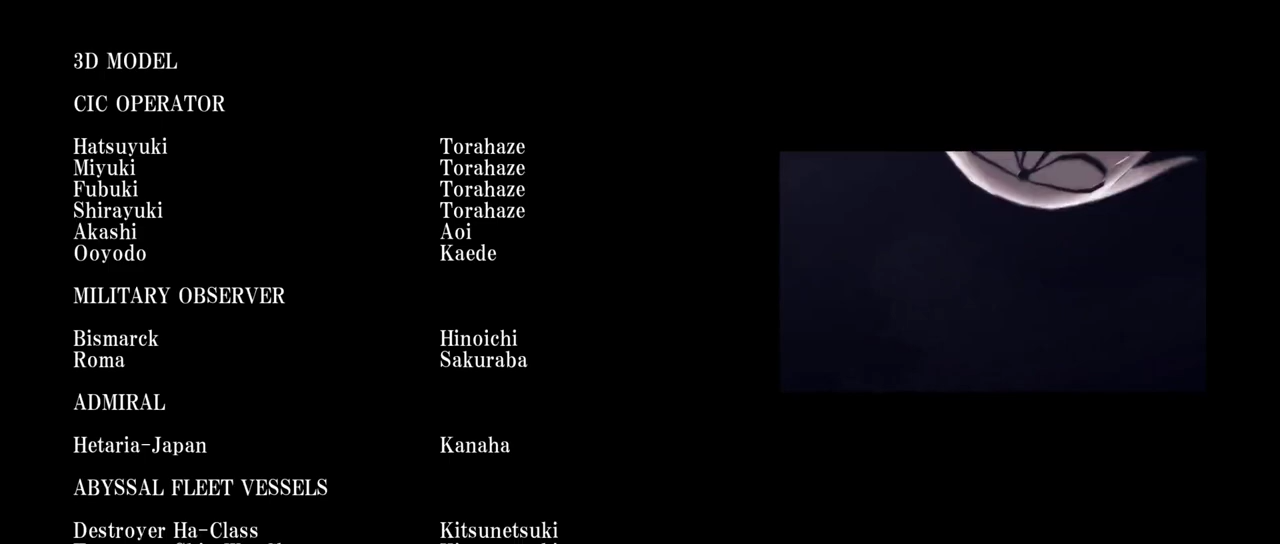 3D MODEL
CIC OPERATOR
Hatsuyuki Torahaze
Miyuki Torahaze
Fubuki Torahaze
Shirayuki Torahaze
Akashi Aoi
Ooyodo Kaede
MILITARY OBSERVER
Bismarck Hinoichi
Roma Sakuraba
ADMIRAL
Hetaria-Japan Kanaha
ABYSSAL FLEET VESSELS
Destroyer Ha-Class Kitsunetsuki